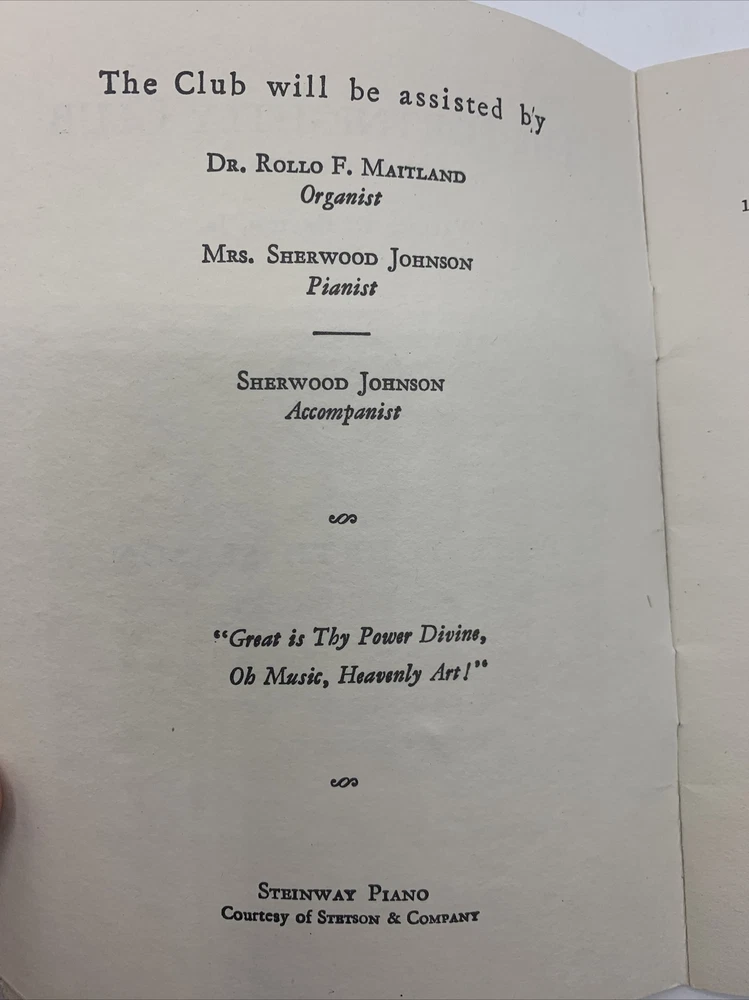 The Club will be assisted by
Dr. Rollo F. Maitland
Organist
Mrs. Sherwood Johnson
Pianist
Sherwood Johnson
Accompanist
“Great is Thy Power Divine,
Oh Music, Heavenly Art!”
Steinway Piano
Courtesy of Stetson & Company
1